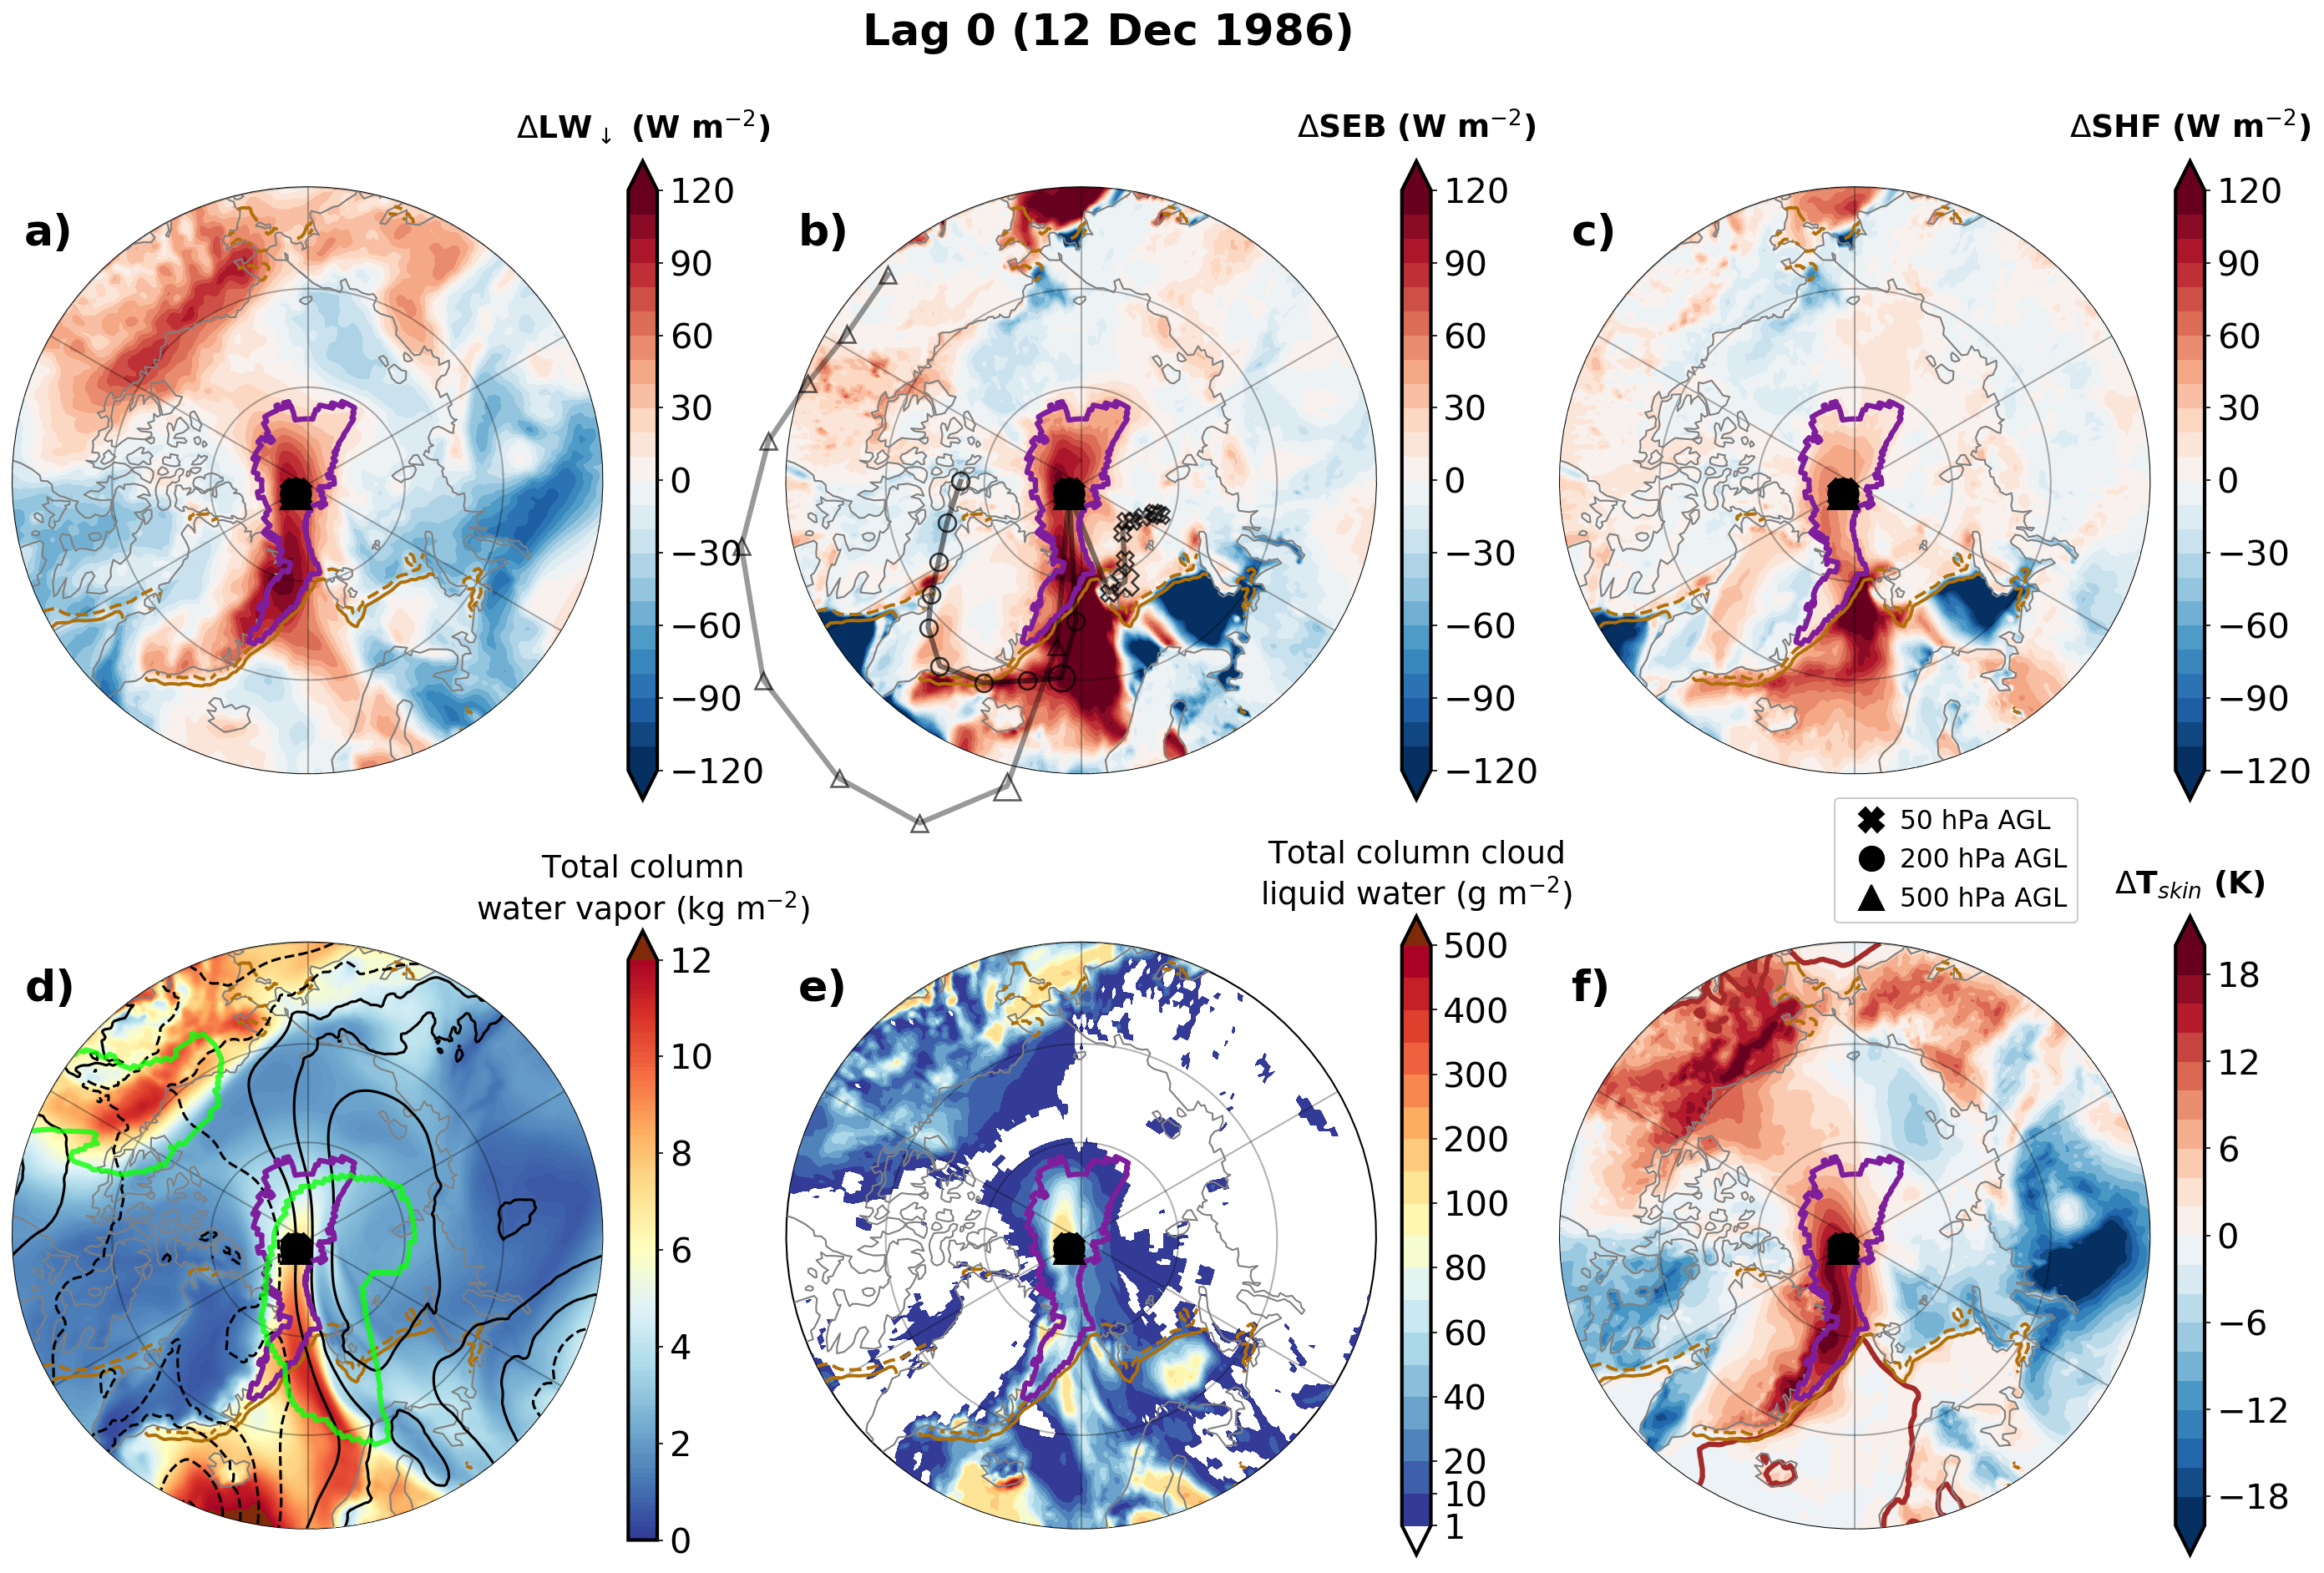 Lag 0 (12 Dec 1986)
ΔLW↓ (W m⁻²)
ΔSEB (W m⁻²)
ΔSHF (W m⁻²)
a)
120
90
60
30
0
−30
−60
−90
−120
b)
120
90
60
30
0
−30
−60
−90
−120
c)
120
90
60
30
0
−30
−60
−90
−120
50 hPa AGL
200 hPa AGL
500 hPa AGL
Total column
water vapor (kg m⁻²)
Total column cloud
liquid water (g m⁻²)
ΔTskin (K)
d)
12
10
8
6
4
2
0
e)
500
400
300
200
100
80
60
40
20
10
1
f)
18
12
6
0
−6
−12
−18